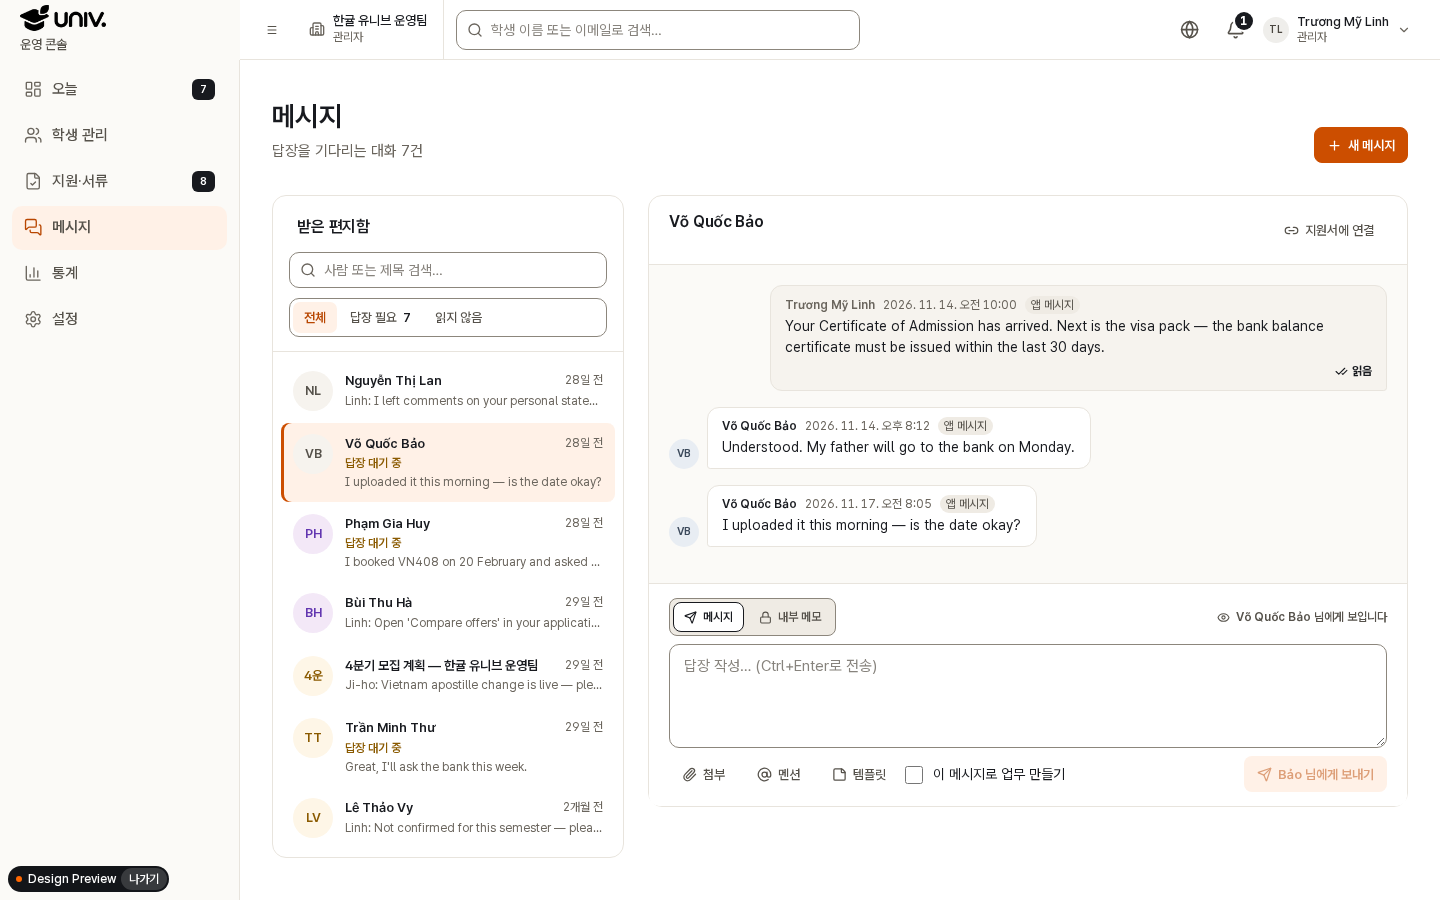 UNIV.
운영 콘솔
오늘 7
학생 관리
지원·서류 8
메시지
통계
설정
Design Preview 나가기
한귤 유니브 운영팀
관리자
학생 이름 또는 이메일로 검색...
1
TL
Trương Mỹ Linh
관리자
메시지
답장을 기다리는 대화 7건
새 메시지
받은 편지함
사람 또는 제목 검색...
전체 답장 필요 7 읽지 않음
NL
Nguyễn Thị Lan 28일 전
Linh: I left comments on your personal state...
VB
Võ Quốc Bảo 28일 전
답장 대기 중
I uploaded it this morning — is the date okay?
PH
Phạm Gia Huy 28일 전
답장 대기 중
I booked VN408 on 20 February and asked ...
BH
Bùi Thu Hà 29일 전
Linh: Open 'Compare offers' in your applicati...
4운
4분기 모집 계획 — 한귤 유니브 운영팀 29일 전
Ji-ho: Vietnam apostille change is live — ple...
TT
Trần Minh Thư 29일 전
답장 대기 중
Great, I'll ask the bank this week.
LV
Lê Thảo Vy 2개월 전
Linh: Not confirmed for this semester — plea...
Võ Quốc Bảo
지원서에 연결
Trương Mỹ Linh 2026. 11. 14. 오전 10:00 앱 메시지
Your Certificate of Admission has arrived. Next is the visa pack — the bank balance
certificate must be issued within the last 30 days.
읽음
VB
Võ Quốc Bảo 2026. 11. 14. 오후 8:12 앱 메시지
Understood. My father will go to the bank on Monday.
VB
Võ Quốc Bảo 2026. 11. 17. 오전 8:05 앱 메시지
I uploaded it this morning — is the date okay?
메시지 내부 메모
Võ Quốc Bảo 님에게 보입니다
답장 작성... (Ctrl+Enter로 전송)
첨부 멘션 템플릿 이 메시지로 업무 만들기
Bảo 님에게 보내기